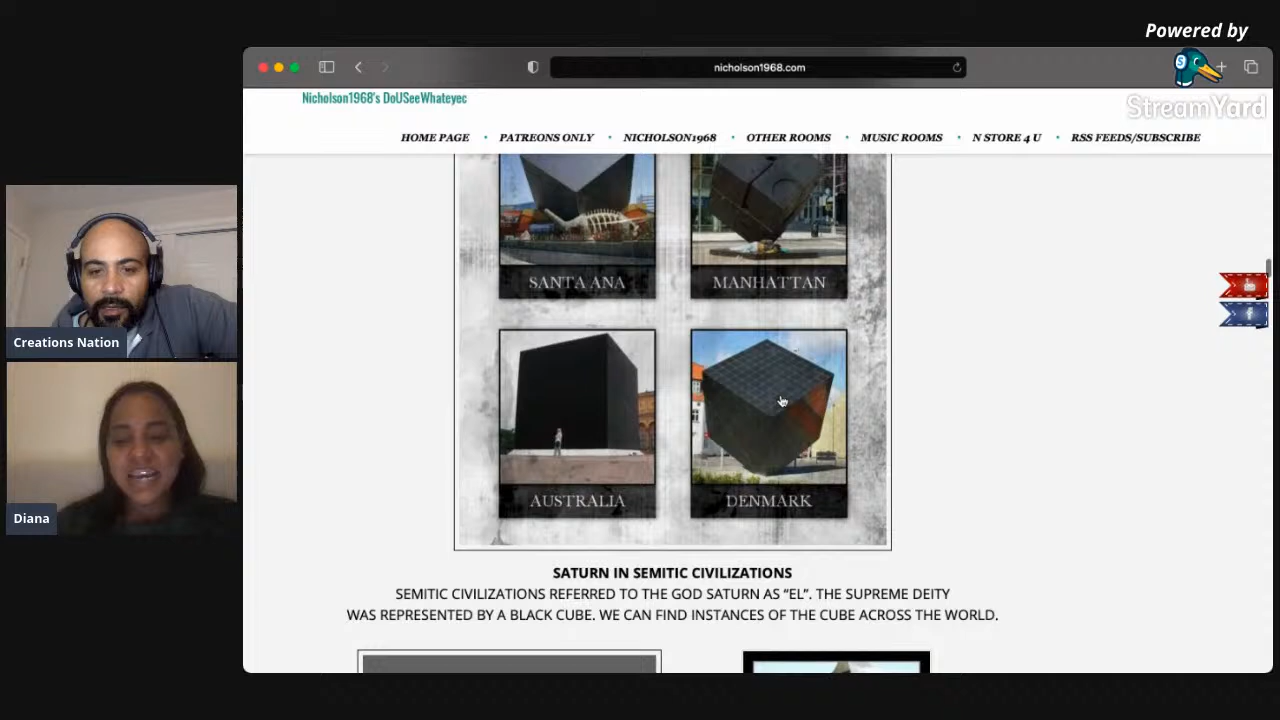 Powered by
StreamYard
nicholson1968.com
Nicholson1968's DoUSeeWhateyec
HOME PAGE • PATREONS ONLY • NICHOLSON1968 • OTHER ROOMS • MUSIC ROOMS • N STORE 4 U • RSS FEEDS/SUBSCRIBE
SANTA ANA
MANHATTAN
AUSTRALIA
DENMARK
SATURN IN SEMITIC CIVILIZATIONS
SEMITIC CIVILIZATIONS REFERRED TO THE GOD SATURN AS “EL”. THE SUPREME DEITY
WAS REPRESENTED BY A BLACK CUBE. WE CAN FIND INSTANCES OF THE CUBE ACROSS THE WORLD.
Creations Nation
Diana